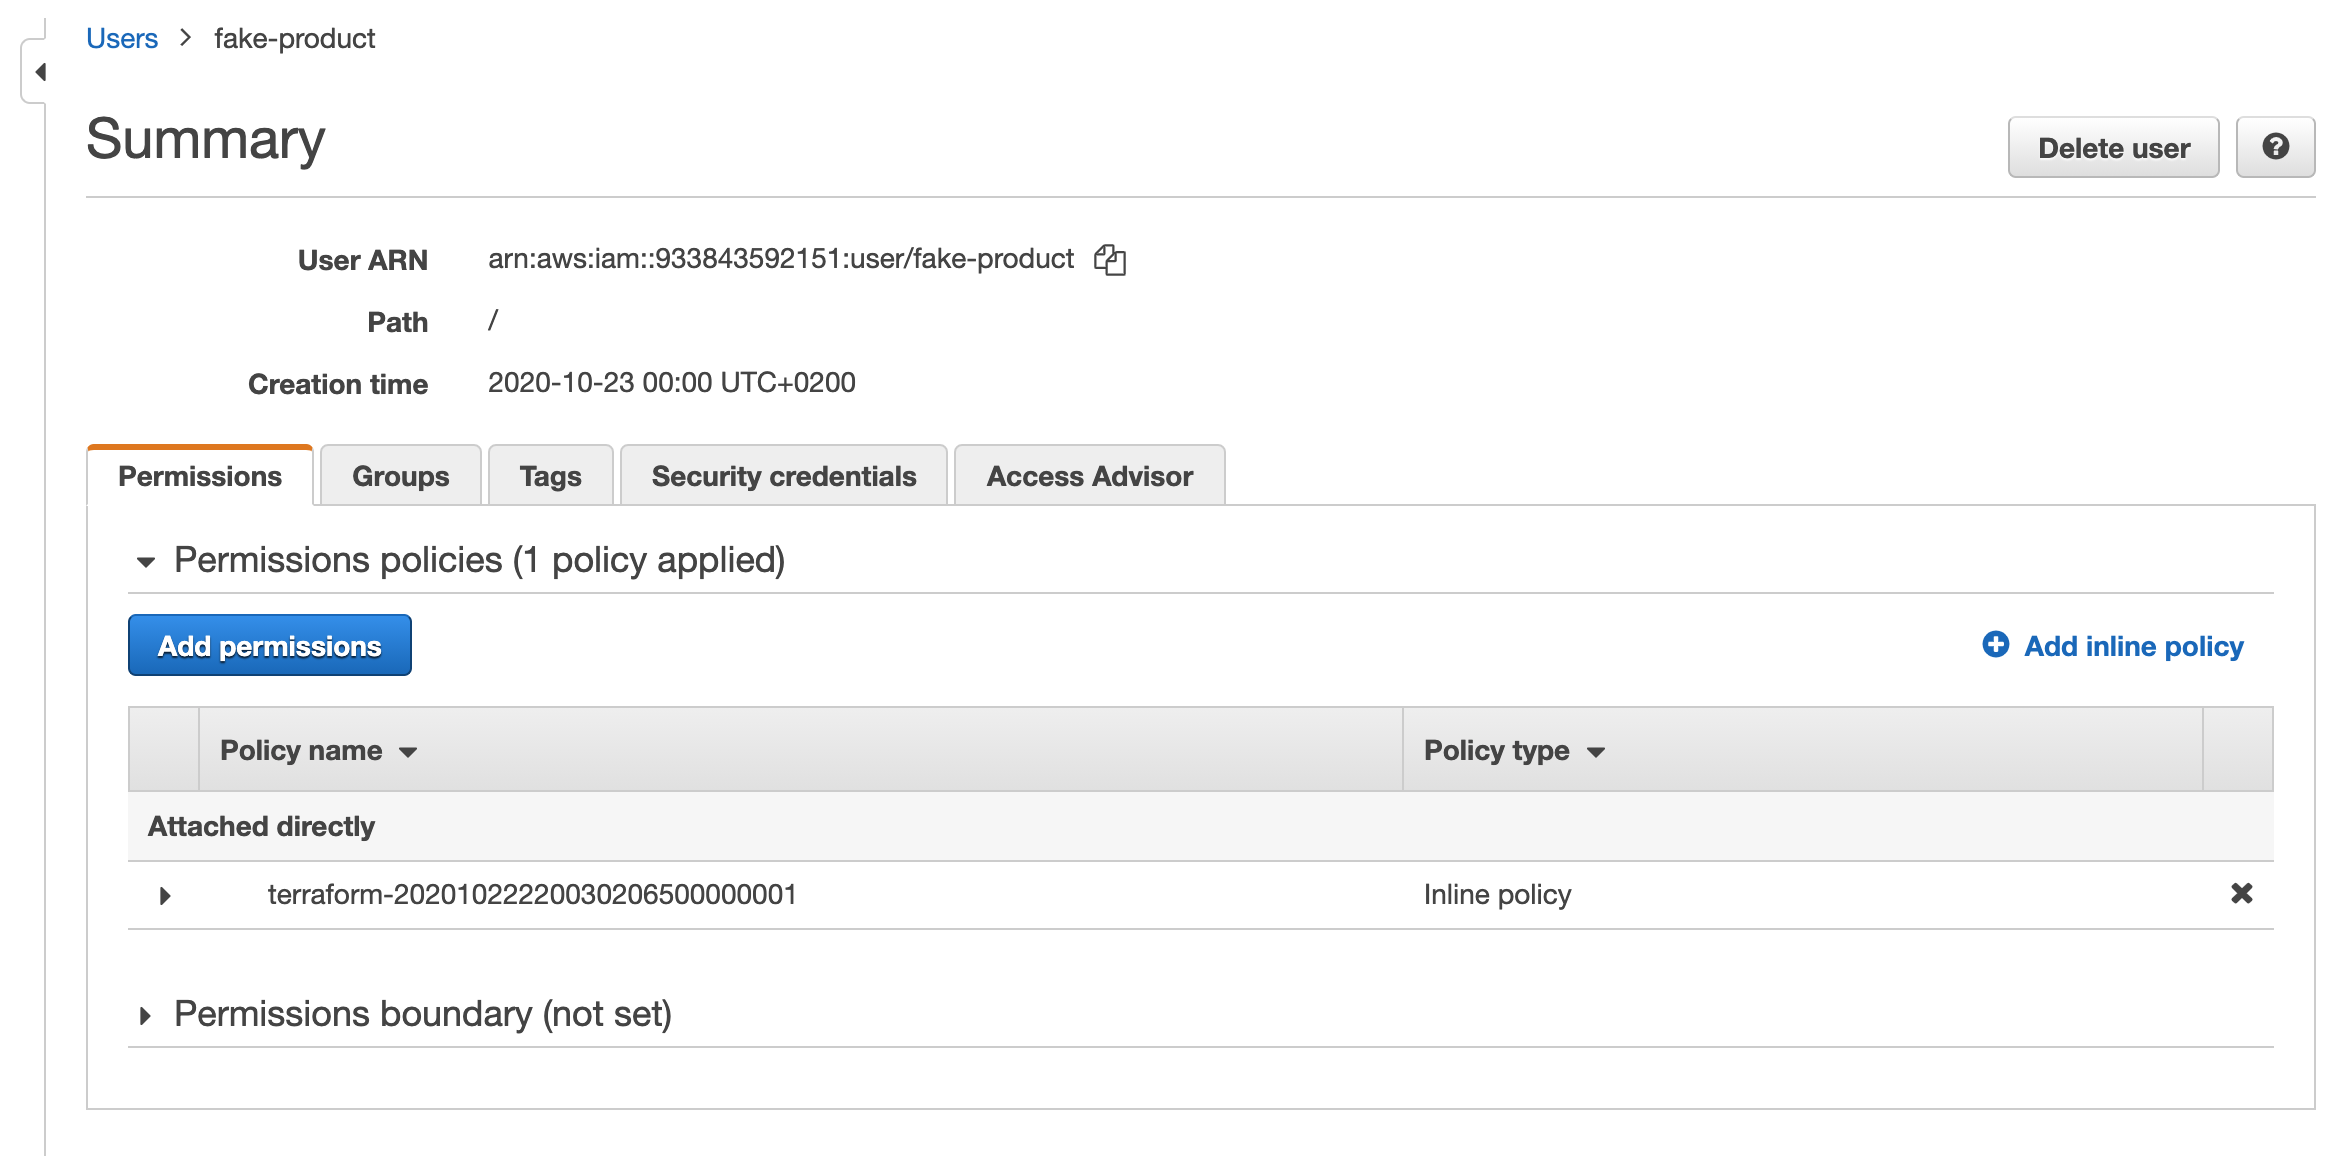 Users > fake-product
Summary
Delete user
User ARN arn:aws:iam::933843592151:user/fake-product
Path /
Creation time 2020-10-23 00:00 UTC+0200
Permissions Groups Tags Security credentials Access Advisor
Permissions policies (1 policy applied)
Add permissions Add inline policy
Policy name Policy type
Attached directly
terraform-20201022220030206500000001 Inline policy
Permissions boundary (not set)